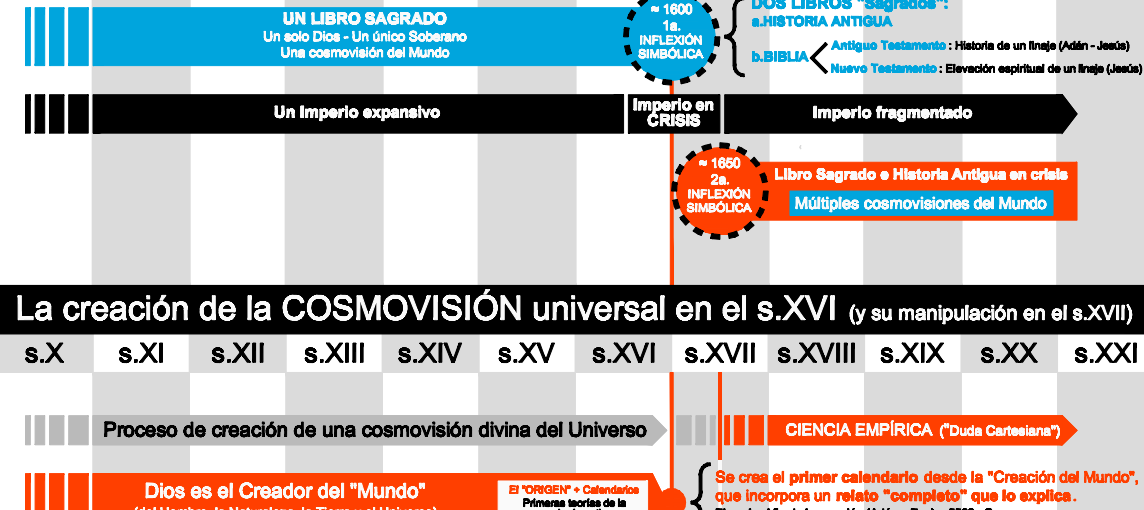 UN LIBRO SAGRADO
Un solo Dios - Un único Soberano
Una cosmovisión del Mundo
≈ 1600
1a.
INFLEXIÓN
SIMBÓLICA
DOS LIBROS "Sagrados":
a.HISTORIA ANTIGUA
b.BIBLIA
Antiguo Testamento : Historia de un linaje (Adán - Jesús)
Nuevo Testamento : Elevación espiritual de un linaje (Jesús)
Un Imperio expansivo
Imperio en
CRISIS
Imperio fragmentado
≈ 1650
2a.
INFLEXIÓN
SIMBÓLICA
Libro Sagrado e Historia Antigua en crisis
Múltiples cosmovisiones del Mundo
La creación de la COSMOVISIÓN universal en el s.XVI (y su manipulación en el s.XVII)
s.X s.XI s.XII s.XIII s.XIV s.XV s.XVI s.XVII s.XVIII s.XIX s.XX s.XXI
Proceso de creación de una cosmovisión divina del Universo
CIENCIA EMPÍRICA ("Duda Cartesiana")
Dios es el Creador del "Mundo"
El "ORIGEN" + Calendarios
Primeras teorías de la
Se crea el primer calendario desde la "Creación del Mundo",
que incorpora un relato "completo" que lo explica.